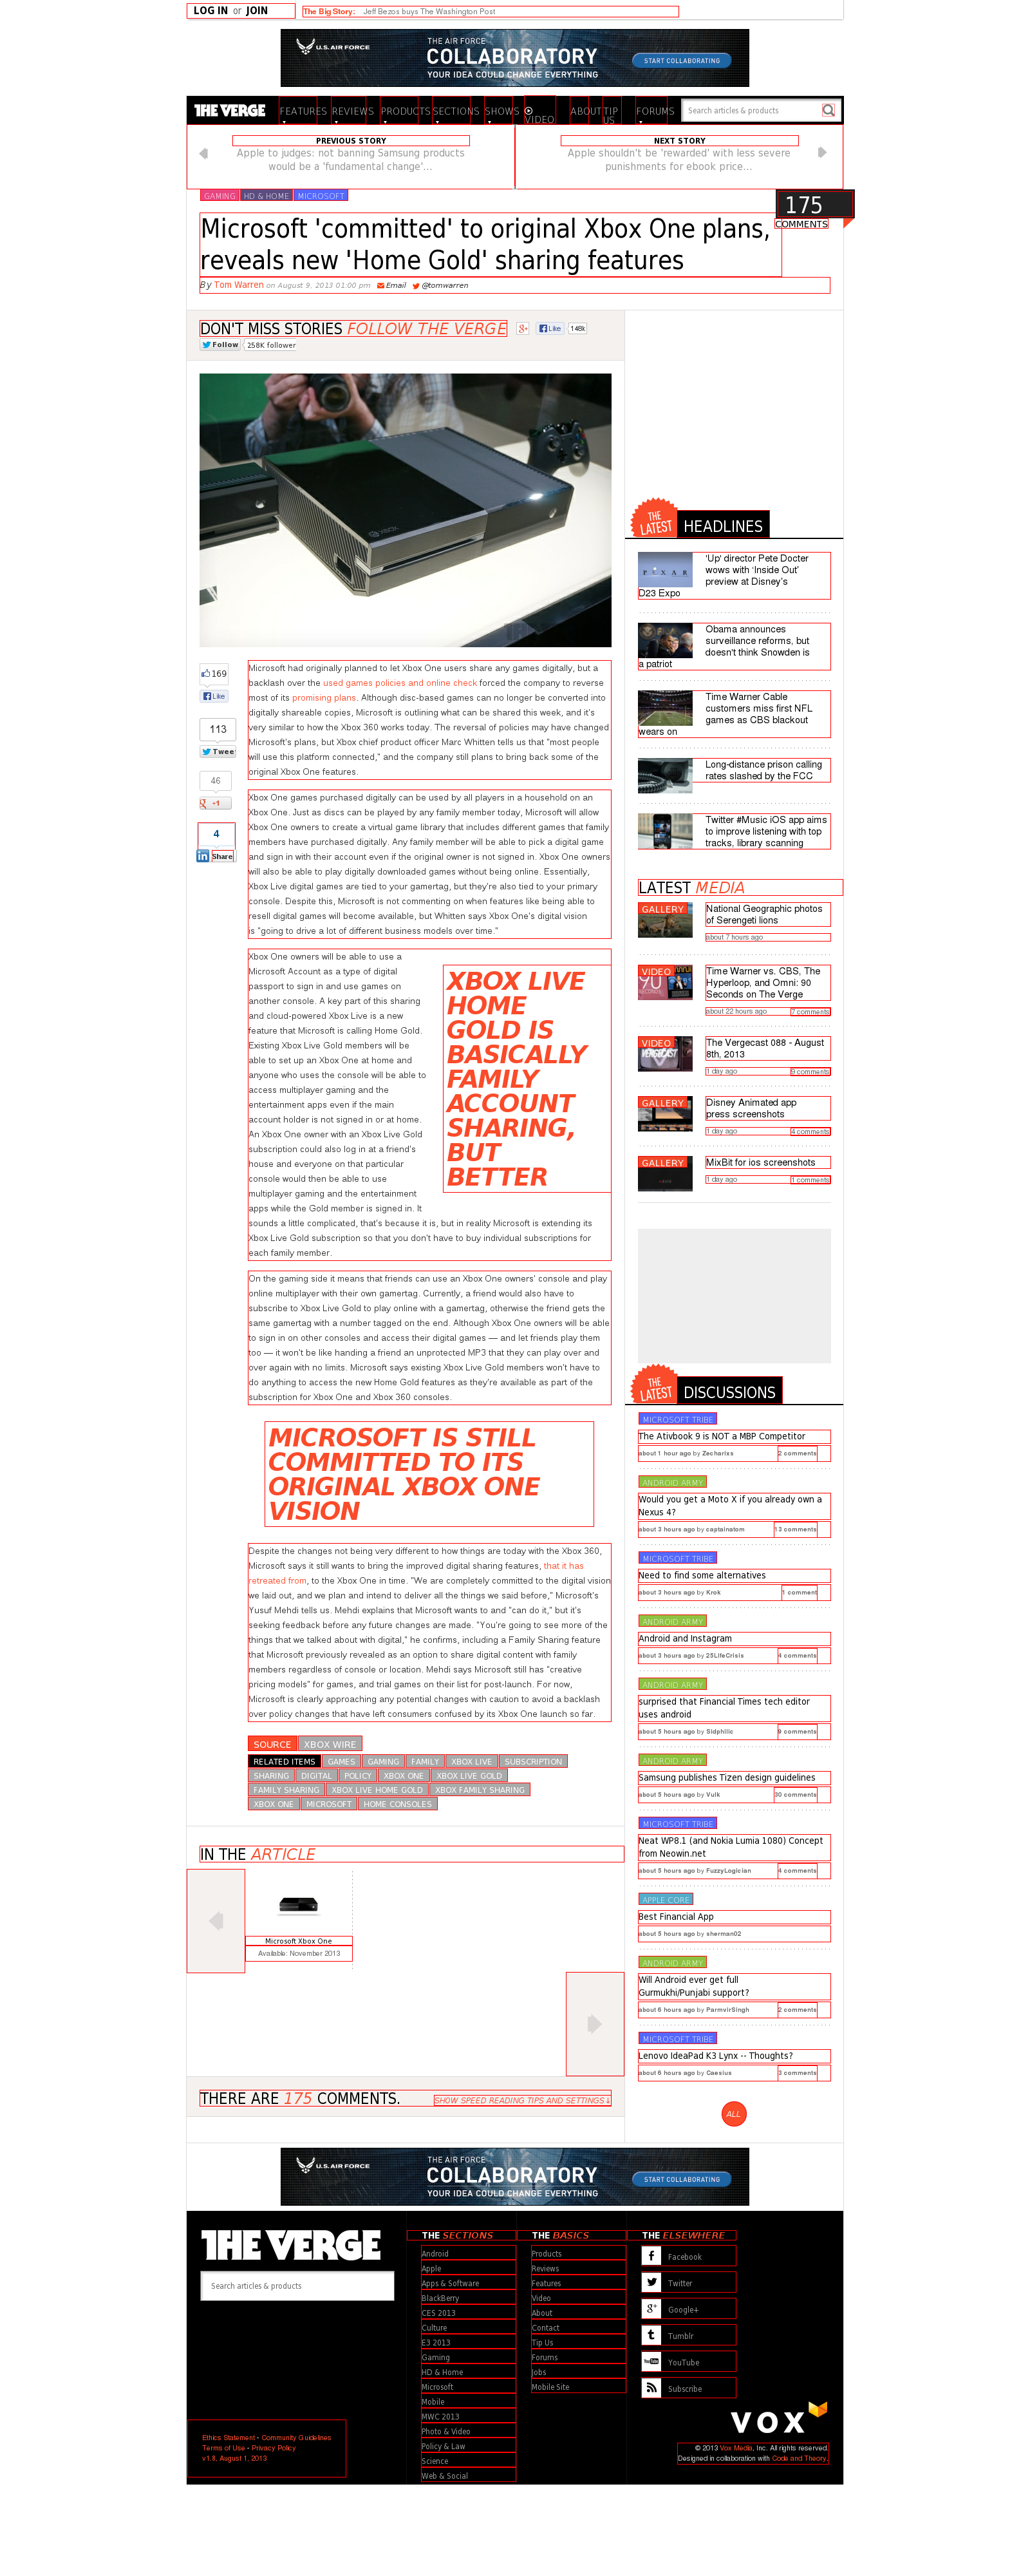 LOG IN or JOIN
The Big Story: Jeff Bezos buys The Washington Post
U.S. AIR FORCE
THE AIR FORCE
COLLABORATORY
YOUR IDEA COULD CHANGE EVERYTHING
START COLLABORATING
THE VERGE
FEATURES REVIEWS PRODUCTS SECTIONS SHOWS VIDEO ABOUT TIP US FORUMS
Search articles & products
PREVIOUS STORY
Apple to judges: not banning Samsung products
would be a 'fundamental change'...
NEXT STORY
Apple shouldn't be 'rewarded' with less severe
punishments for ebook price...
GAMING HD & HOME MICROSOFT
175
COMMENTS
Microsoft 'committed' to original Xbox One plans,
reveals new 'Home Gold' sharing features
By Tom Warren on August 9, 2013 01:00 pm Email @tomwarren
DON'T MISS STORIES FOLLOW THE VERGE
Like 148k
Follow 258K follower
169
Like
113
Twee
46
+1
4
Share
Microsoft had originally planned to let Xbox One users share any games digitally, but a
backlash over the used games policies and online check forced the company to reverse
most of its promising plans. Although disc-based games can no longer be converted into
digitally shareable copies, Microsoft is outlining what can be shared this week, and it's
very similar to how the Xbox 360 works today. The reversal of policies may have changed
Microsoft's plans, but Xbox chief product officer Marc Whitten tells us that "most people
will use this platform connected," and the company still plans to bring back some of the
original Xbox One features.
Xbox One games purchased digitally can be used by all players in a household on an
Xbox One. Just as discs can be played by any family member today, Microsoft will allow
Xbox One owners to create a virtual game library that includes different games that family
members have purchased digitally. Any family member will be able to pick a digital game
and sign in with their account even if the original owner is not signed in. Xbox One owners
will also be able to play digitally downloaded games without being online. Essentially,
Xbox Live digital games are tied to your gamertag, but they're also tied to your primary
console. Despite this, Microsoft is not commenting on when features like being able to
resell digital games will become available, but Whitten says Xbox One's digital vision
is "going to drive a lot of different business models over time."
Xbox One owners will be able to use a
Microsoft Account as a type of digital
passport to sign in and use games on
another console. A key part of this sharing
and cloud-powered Xbox Live is a new
feature that Microsoft is calling Home Gold.
Existing Xbox Live Gold members will be
able to set up an Xbox One at home and
anyone who uses the console will be able to
access multiplayer gaming and the
entertainment apps even if the main
account holder is not signed in or at home.
An Xbox One owner with an Xbox Live Gold
subscription could also log in at a friend's
house and everyone on that particular
console would then be able to use
multiplayer gaming and the entertainment
apps while the Gold member is signed in. It
sounds a little complicated, that's because it is, but in reality Microsoft is extending its
Xbox Live Gold subscription so that you don't have to buy individual subscriptions for
each family member.
XBOX LIVE
HOME
GOLD IS
BASICALLY
FAMILY
ACCOUNT
SHARING,
BUT
BETTER
On the gaming side it means that friends can use an Xbox One owners' console and play
online multiplayer with their own gamertag. Currently, a friend would also have to
subscribe to Xbox Live Gold to play online with a gamertag, otherwise the friend gets the
same gamertag with a number tagged on the end. Although Xbox One owners will be able
to sign in on other consoles and access their digital games — and let friends play them
too — it won't be like handing a friend an unprotected MP3 that they can play over and
over again with no limits. Microsoft says existing Xbox Live Gold members won't have to
do anything to access the new Home Gold features as they're available as part of the
subscription for Xbox One and Xbox 360 consoles.
MICROSOFT IS STILL
COMMITTED TO ITS
ORIGINAL XBOX ONE
VISION
Despite the changes not being very different to how things are today with the Xbox 360,
Microsoft says it still wants to bring the improved digital sharing features, that it has
retreated from, to the Xbox One in time. "We are completely committed to the digital vision
we laid out, and we plan and intend to deliver all the things we said before," Microsoft's
Yusuf Mehdi tells us. Mehdi explains that Microsoft wants to and "can do it," but it's
seeking feedback before any future changes are made. "You're going to see more of the
things that we talked about with digital," he confirms, including a Family Sharing feature
that Microsoft previously revealed as an option to share digital content with family
members regardless of console or location. Mehdi says Microsoft still has "creative
pricing models" for games, and trial games on their list for post-launch. For now,
Microsoft is clearly approaching any potential changes with caution to avoid a backlash
over policy changes that have left consumers confused by its Xbox One launch so far.
SOURCE XBOX WIRE
RELATED ITEMS GAMES GAMING FAMILY XBOX LIVE SUBSCRIPTION
SHARING DIGITAL POLICY XBOX ONE XBOX LIVE GOLD
FAMILY SHARING XBOX LIVE HOME GOLD XBOX FAMILY SHARING
XBOX ONE MICROSOFT HOME CONSOLES
IN THE ARTICLE
Microsoft Xbox One
Available: November 2013
THERE ARE 175 COMMENTS.
SHOW SPEED READING TIPS AND SETTINGS↓
THE LATEST HEADLINES
PIXAR
'Up' director Pete Docter
wows with 'Inside Out'
preview at Disney's
D23 Expo
Obama announces
surveillance reforms, but
doesn't think Snowden is
a patriot
Time Warner Cable
customers miss first NFL
games as CBS blackout
wears on
Long-distance prison calling
rates slashed by the FCC
Twitter #Music iOS app aims
to improve listening with top
tracks, library scanning
LATEST MEDIA
GALLERY
National Geographic photos
of Serengeti lions
about 7 hours ago
VIDEO
90
Time Warner vs. CBS, The
Hyperloop, and Omni: 90
Seconds on The Verge
about 22 hours ago 7 comments
VIDEO
VERGECAST
The Vergecast 088 - August
8th, 2013
1 day ago 9 comments
GALLERY
Disney Animated app
press screenshots
1 day ago 4 comments
GALLERY
MixBit for ios screenshots
1 day ago 1 comments
THE LATEST DISCUSSIONS
MICROSOFT TRIBE
The Ativbook 9 is NOT a MBP Competitor
about 1 hour ago by Zecharixs 2 comments
ANDROID ARMY
Would you get a Moto X if you already own a
Nexus 4?
about 3 hours ago by captainatom 13 comments
MICROSOFT TRIBE
Need to find some alternatives
about 3 hours ago by Krok 1 comment
ANDROID ARMY
Android and Instagram
about 3 hours ago by 25LifeCrisis 4 comments
ANDROID ARMY
surprised that Financial Times tech editor
uses android
about 5 hours ago by Sidphilic 9 comments
ANDROID ARMY
Samsung publishes Tizen design guidelines
about 5 hours ago by Vulk 30 comments
MICROSOFT TRIBE
Neat WP8.1 (and Nokia Lumia 1080) Concept
from Neowin.net
about 5 hours ago by FuzzyLogician 4 comments
APPLE CORE
Best Financial App
about 5 hours ago by sherman02
ANDROID ARMY
Will Android ever get full
Gurmukhi/Punjabi support?
about 6 hours ago by ParmvirSingh 2 comments
MICROSOFT TRIBE
Lenovo IdeaPad K3 Lynx -- Thoughts?
about 6 hours ago by Caesius 3 comments
ALL
U.S. AIR FORCE
THE AIR FORCE
COLLABORATORY
YOUR IDEA COULD CHANGE EVERYTHING
START COLLABORATING
THE VERGE
Search articles & products
Ethics Statement • Community Guidelines
Terms of Use • Privacy Policy
v1.8, August 1, 2013
THE SECTIONS
Android
Apple
Apps & Software
BlackBerry
CES 2013
Culture
E3 2013
Gaming
HD & Home
Microsoft
Mobile
MWC 2013
Photo & Video
Policy & Law
Science
Web & Social
THE BASICS
Products
Reviews
Features
Video
About
Contact
Tip Us
Forums
Jobs
Mobile Site
THE ELSEWHERE
Facebook
Twitter
Google+
Tumblr
YouTube
Subscribe
VOX
© 2013 Vox Media, Inc. All rights reserved.
Designed in collaboration with Code and Theory.